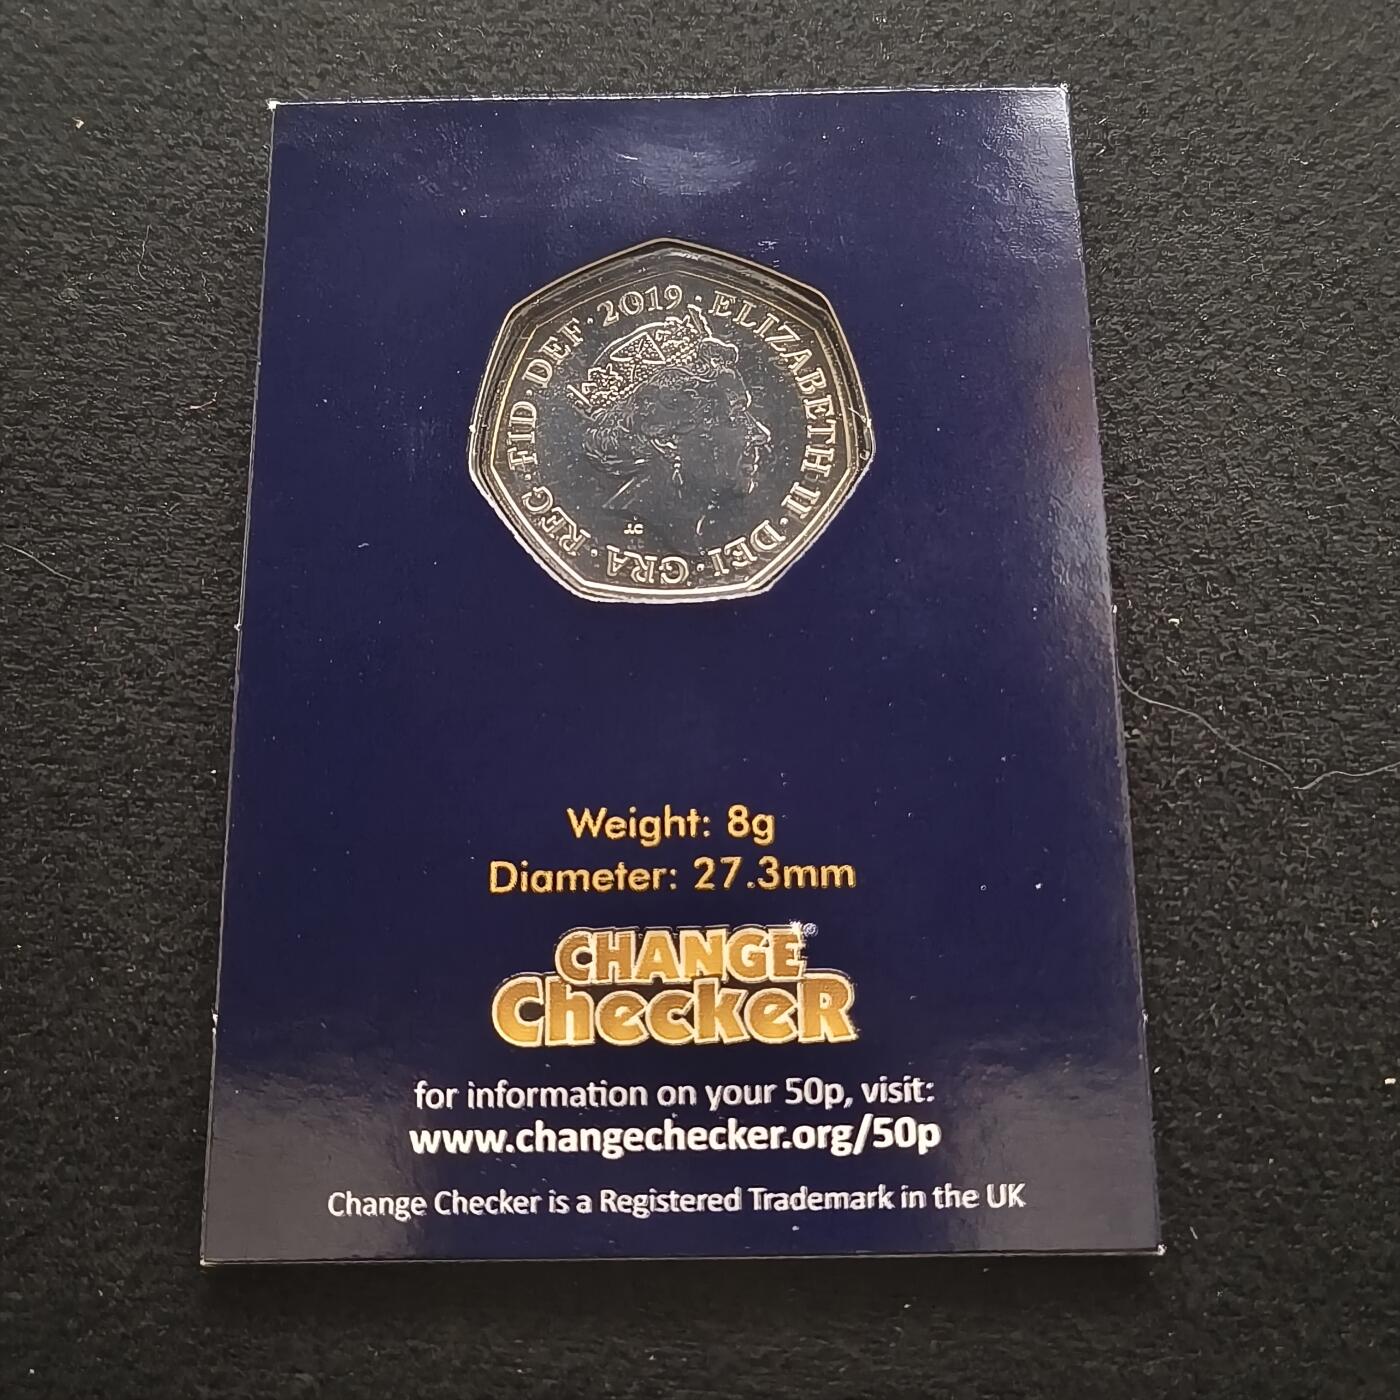 ELIZABETH II · DEI · GRA · REG · FID · DEF · 2019 ·
Weight: 8g
Diameter: 27.3mm
CHANGE
CheckeR
for information on your 50p, visit:
www.changechecker.org/50p
Change Checker is a Registered Trademark in the UK